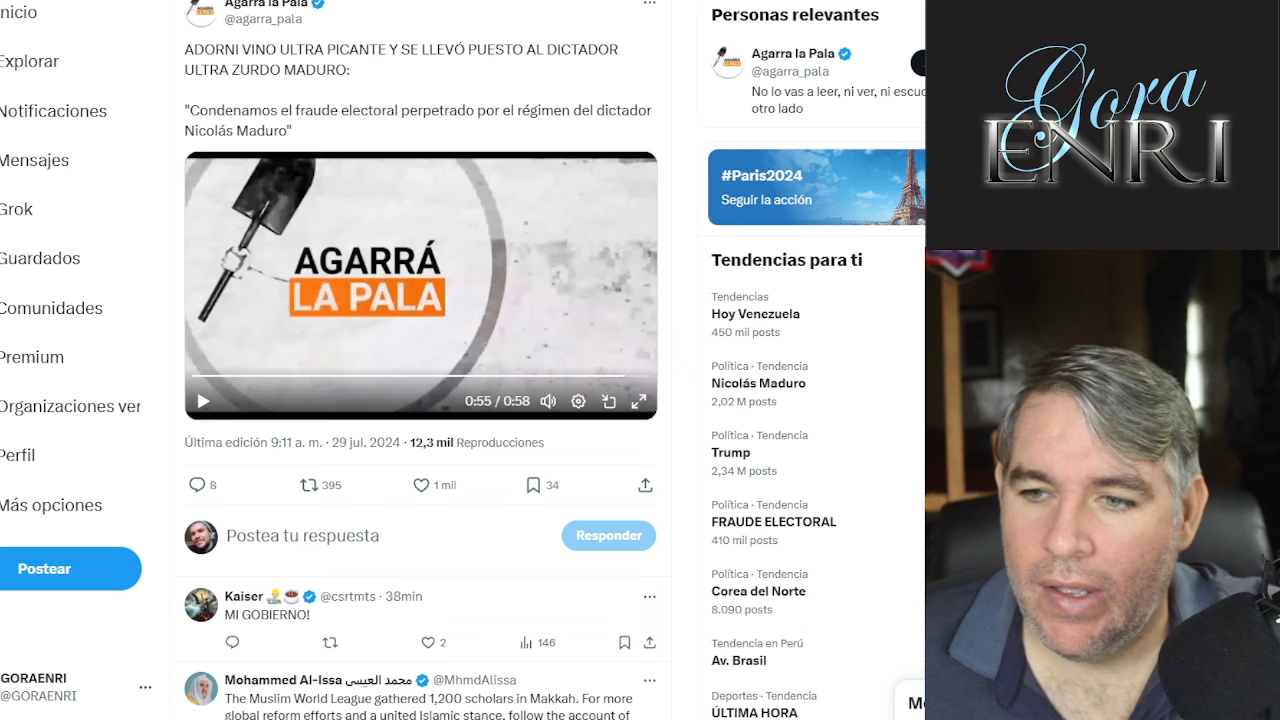 nicio
Explorar
Notificaciones
Mensajes
Grok
Guardados
Comunidades
Premium
Organizaciones ver
Perfil
Más opciones
Postear
GORAENRI
@GORAENRI
Agarra la Pala
@agarra_pala
ADORNI VINO ULTRA PICANTE Y SE LLEVÓ PUESTO AL DICTADOR
ULTRA ZURDO MADURO:
"Condenamos el fraude electoral perpetrado por el régimen del dictador
Nicolás Maduro"
AGARRÁ
LA PALA
0:55 / 0:58
Última edición 9:11 a. m. · 29 jul. 2024 · 12,3 mil Reproducciones
8 395 1 mil 34
Postea tu respuesta
Responder
Kaiser @csrtmts · 38min
MI GOBIERNO!
2 146
Mohammed Al-Issa محمد العيسى @MhmdAlissa
The Muslim World League gathered 1,200 scholars in Makkah. For more
global reform efforts and a united Islamic stance, follow the account of
Personas relevantes
Agarra la Pala
@agarra_pala
No lo vas a leer, ni ver, ni escuc
otro lado
#Paris2024
Seguir la acción
Tendencias para ti
Tendencias
Hoy Venezuela
450 mil posts
Política · Tendencia
Nicolás Maduro
2,02 M posts
Política · Tendencia
Trump
2,34 M posts
Política · Tendencia
FRAUDE ELECTORAL
410 mil posts
Política · Tendencia
Corea del Norte
8.090 posts
Tendencia en Perú
Av. Brasil
Deportes · Tendencia
ÚLTIMA HORA
Gora
ENRI